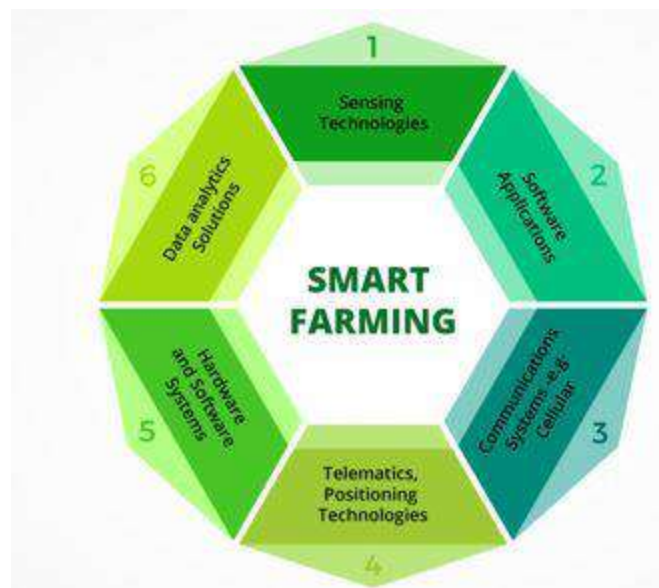 1
Sensing
Technologies
2
Software
Applications
3
Communications
Systems -e.g-
Cellular
4
Telematics,
Positioning
Technologies
5
Hardware
and Software
Systems
6
Data analytics
Solutions
SMART
FARMING